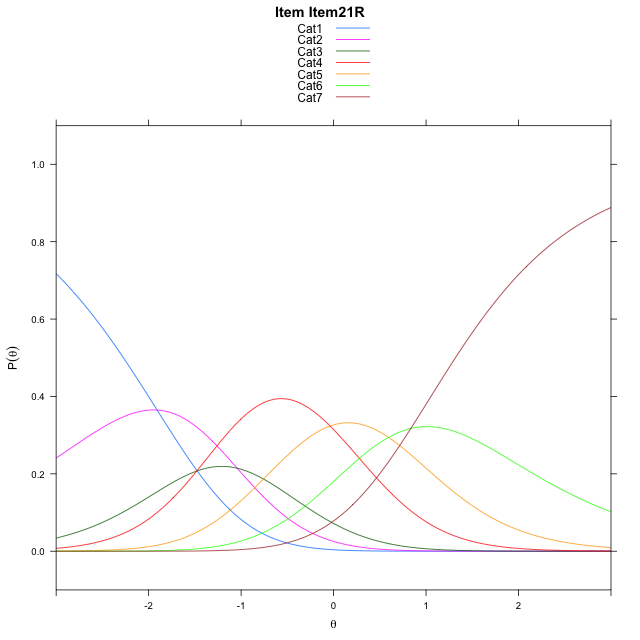 Item Item21R
Cat1
Cat2
Cat3
Cat4
Cat5
Cat6
Cat7
1.0
0.8
0.6
0.4
0.2
0.0
P(θ)
-2 -1 0 1 2
θ